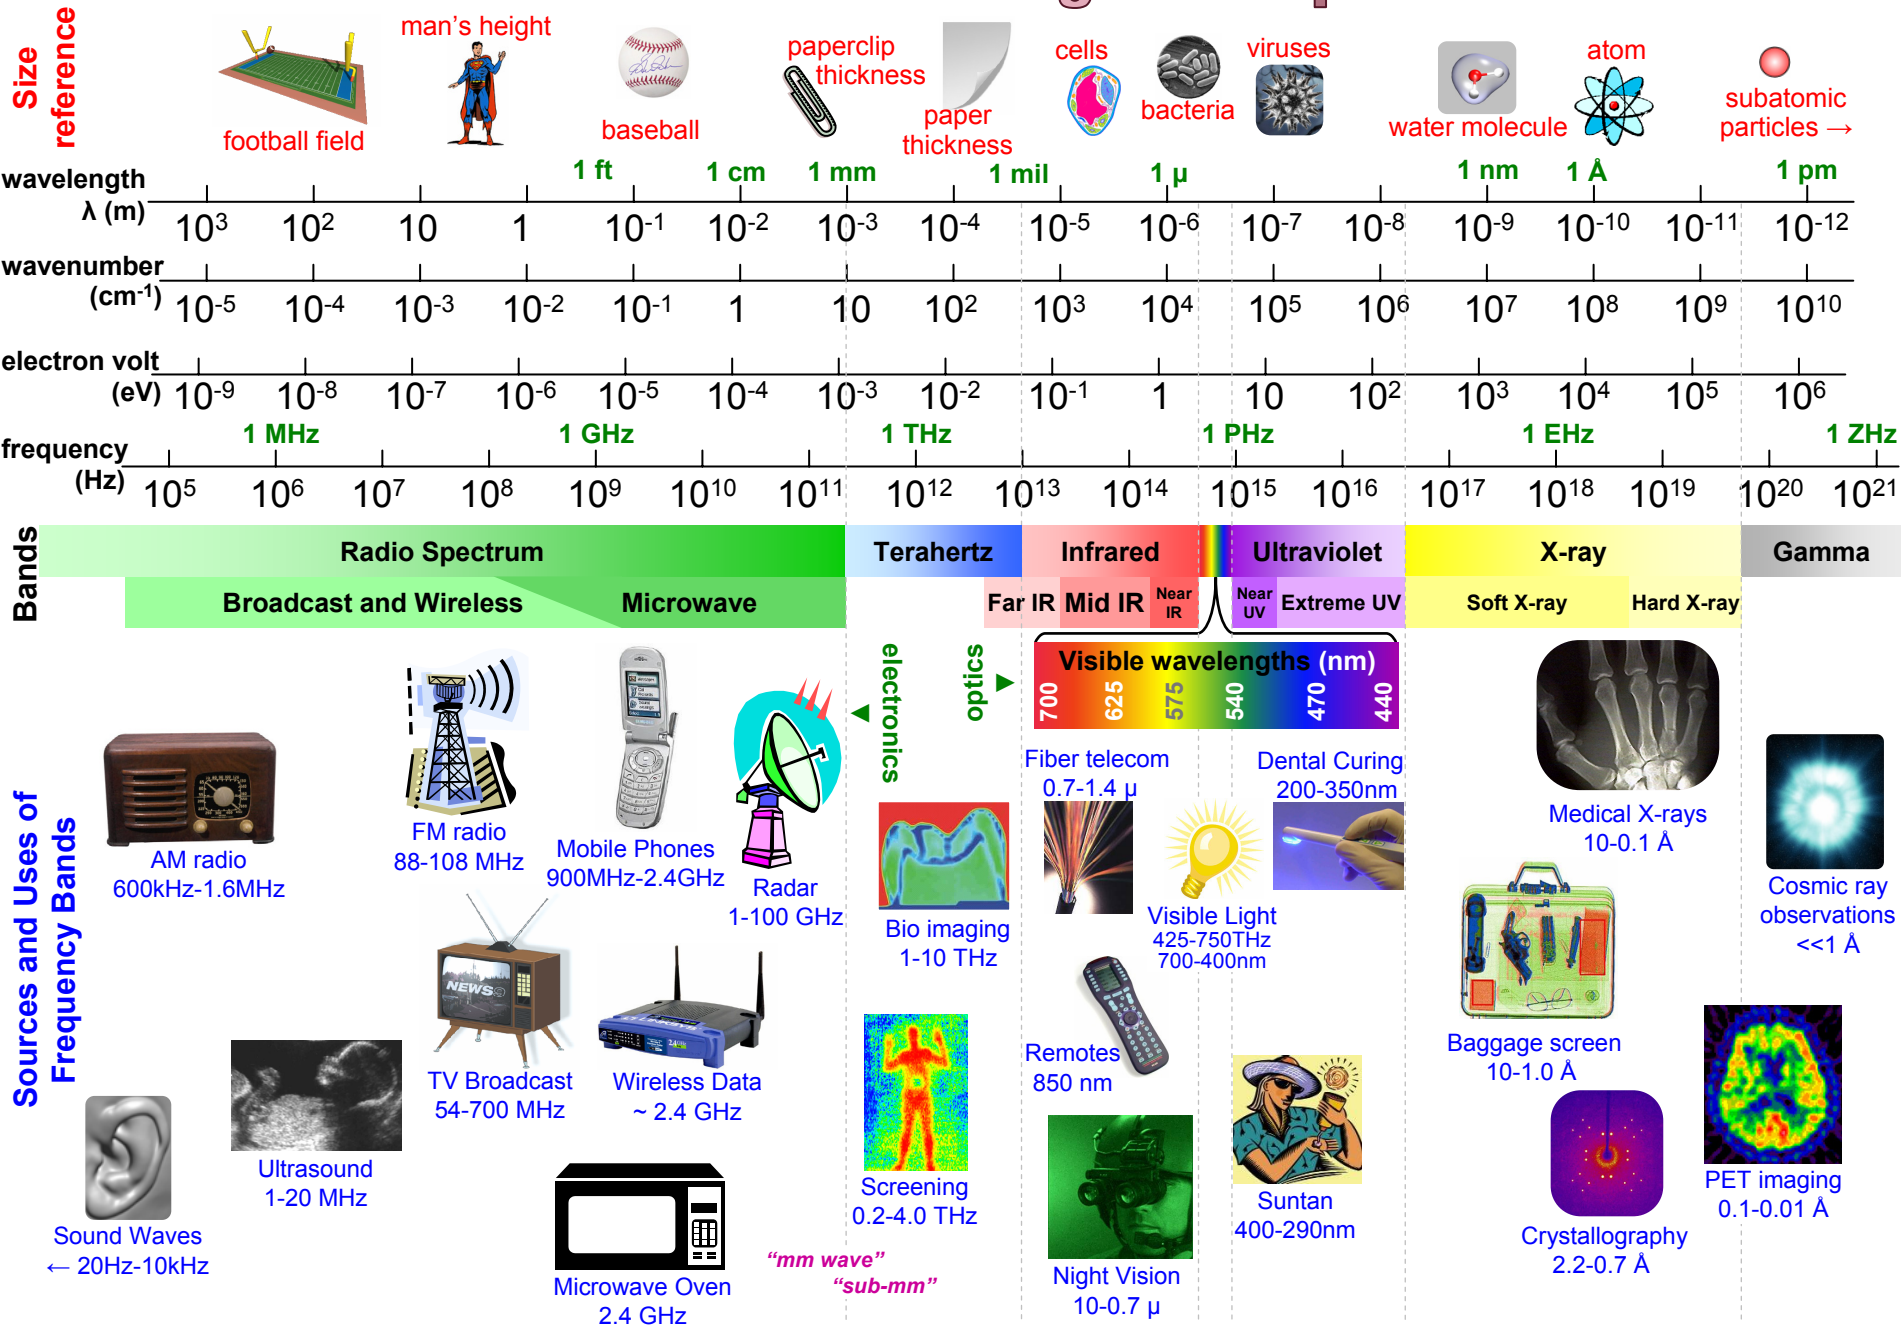 Size
reference
football field
man's height
baseball
paperclip
thickness
paper
thickness
cells
bacteria
viruses
water molecule
atom
subatomic
particles →
1 ft
1 cm
1 mm
1 mil
1 µ
1 nm
1 Å
1 pm
wavelength
λ (m)
10³ 10² 10 1 10⁻¹ 10⁻² 10⁻³ 10⁻⁴ 10⁻⁵ 10⁻⁶ 10⁻⁷ 10⁻⁸ 10⁻⁹ 10⁻¹⁰ 10⁻¹¹ 10⁻¹²
wavenumber
(cm⁻¹)
10⁻⁵ 10⁻⁴ 10⁻³ 10⁻² 10⁻¹ 1 10 10² 10³ 10⁴ 10⁵ 10⁶ 10⁷ 10⁸ 10⁹ 10¹⁰
electron volt
(eV)
10⁻⁹ 10⁻⁸ 10⁻⁷ 10⁻⁶ 10⁻⁵ 10⁻⁴ 10⁻³ 10⁻² 10⁻¹ 1 10 10² 10³ 10⁴ 10⁵ 10⁶
1 MHz
1 GHz
1 THz
1 PHz
1 EHz
1 ZHz
frequency
(Hz)
10⁵ 10⁶ 10⁷ 10⁸ 10⁹ 10¹⁰ 10¹¹ 10¹² 10¹³ 10¹⁴ 10¹⁵ 10¹⁶ 10¹⁷ 10¹⁸ 10¹⁹ 10²⁰ 10²¹
Bands
Radio Spectrum
Terahertz
Infrared
Ultraviolet
X-ray
Gamma
Broadcast and Wireless
Microwave
Far IR
Mid IR
Near
IR
Near
UV
Extreme UV
Soft X-ray
Hard X-ray
Sources and Uses of
Frequency Bands
electronics
optics
Visible wavelengths (nm)
700
625
575
540
470
440
AM radio
600kHz-1.6MHz
FM radio
88-108 MHz
Mobile Phones
900MHz-2.4GHz
Radar
1-100 GHz
Bio imaging
1-10 THz
Fiber telecom
0.7-1.4 µ
Visible Light
425-750THz
700-400nm
Dental Curing
200-350nm
Medical X-rays
10-0.1 Å
Cosmic ray
observations
<<1 Å
NEWS
TV Broadcast
54-700 MHz
LINKSYS
Wireless Data
~ 2.4 GHz
Ultrasound
1-20 MHz
Sound Waves
← 20Hz-10kHz
Microwave Oven
2.4 GHz
"mm wave"
"sub-mm"
Screening
0.2-4.0 THz
Remotes
850 nm
Night Vision
10-0.7 µ
Suntan
400-290nm
Baggage screen
10-1.0 Å
Crystallography
2.2-0.7 Å
PET imaging
0.1-0.01 Å